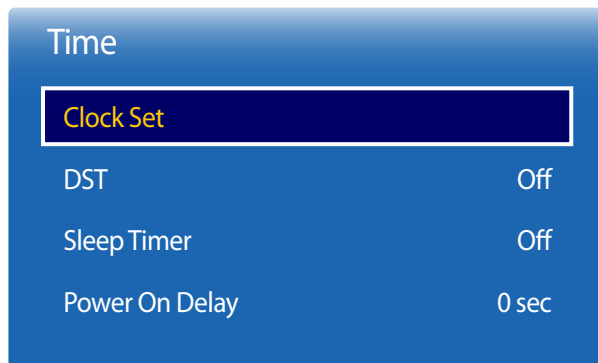 Time
Clock Set
DST Off
Sleep Timer Off
Power On Delay 0 sec